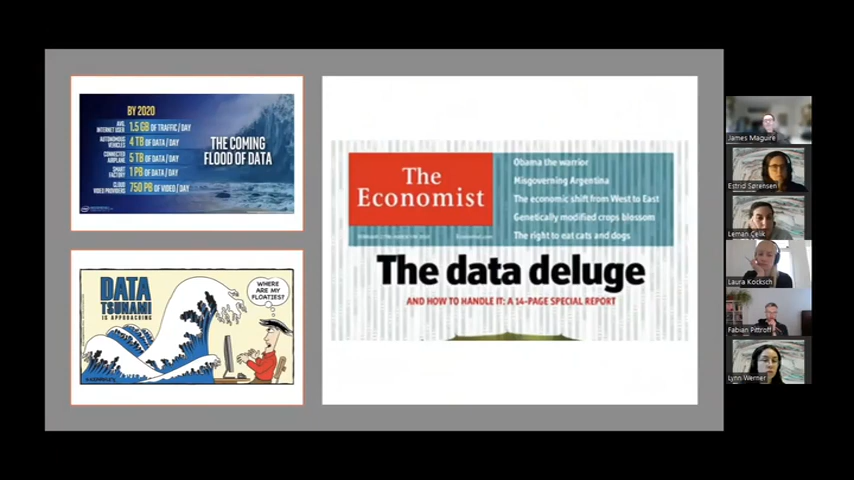 BY 2020
AVG. INTERNET USER 1.5 GB OF TRAFFIC / DAY
AUTONOMOUS VEHICLES 4 TB OF DATA / DAY
CONNECTED AIRPLANE 5 TB OF DATA / DAY
SMART FACTORY 1 PB OF DATA / DAY
CLOUD VIDEO PROVIDERS 750 PB OF VIDEO / DAY
THE COMING
FLOOD OF DATA
DATA
TSUNAMI
IS APPROACHING
WHERE
ARE MY
FLOATIES?
The
Economist
Obama the warrior
Misgoverning Argentina
The economic shift from West to East
Genetically modified crops blossom
The right to eat cats and dogs
Economist.com
The data deluge
AND HOW TO HANDLE IT: A 14-PAGE SPECIAL REPORT
James Maguire
Estrid Sørensen
Leman Çelik
Laura Kocksch
Fabian Pittroff
Lynn Werner